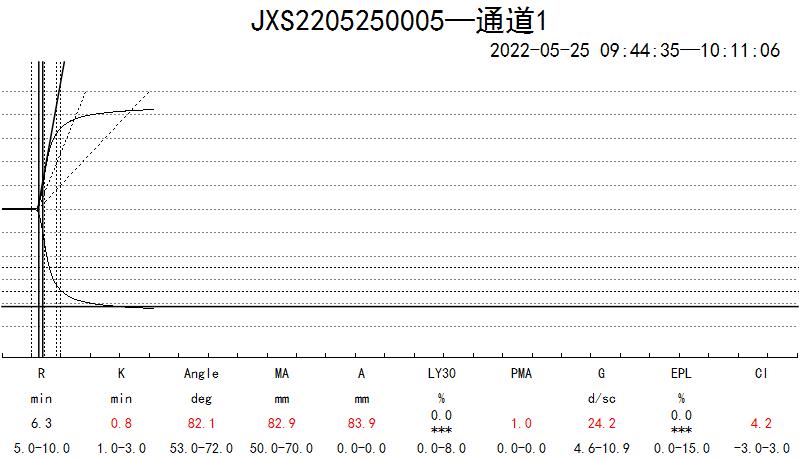 JXS2205250005—通道1
2022-05-25 09:44:35—10:11:06
R K Angle MA A LY30 PMA G EPL CI
min min deg mm mm % d/sc %
6.3 0.8 82.1 82.9 83.9 0.0 *** 1.0 24.2 0.0 *** 4.2
5.0-10.0 1.0-3.0 53.0-72.0 50.0-70.0 0.0-0.0 0.0-8.0 0.0-0.0 4.6-10.9 0.0-15.0 -3.0-3.0